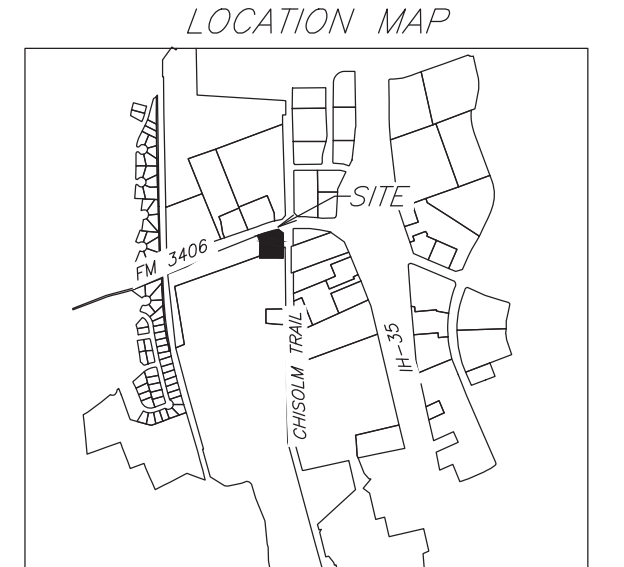 LOCATION MAP
SITE
FM 3406
CHISOLM TRAIL
IH-35